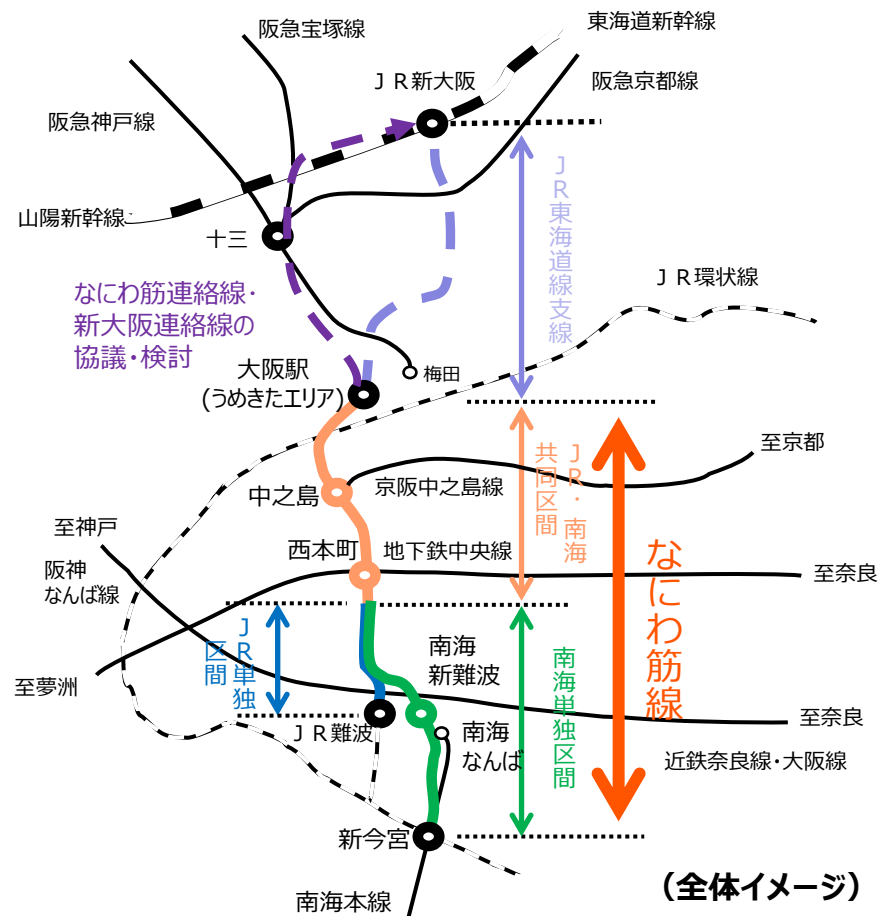 東海道新幹線
阪急宝塚線
ＪＲ新大阪
阪急京都線
阪急神戸線
山陽新幹線
十三
ＪＲ東海道線支線
ＪＲ環状線
なにわ筋連絡線・
新大阪連絡線の
協議・検討
大阪駅
(うめきたエリア)
梅田
至京都
ＪＲ・南海
共同区間
中之島
京阪中之島線
至神戸
西本町
地下鉄中央線
なにわ筋線
阪神
なんば線
至奈良
ＪＲ単独
区間
南海
新難波
南海単独区間
至夢洲
至奈良
ＪＲ難波
南海
なんば
近鉄奈良線・大阪線
新今宮
南海本線
（全体イメージ）